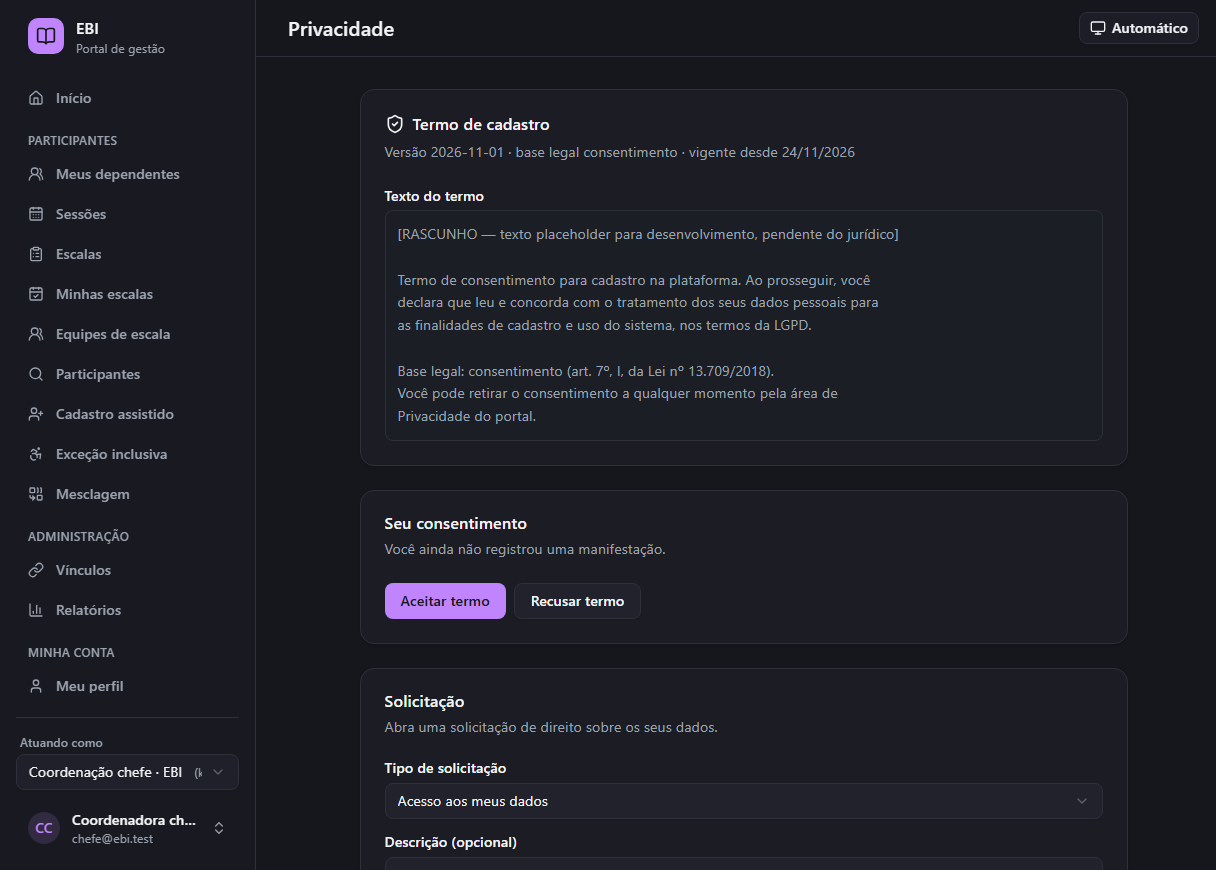 EBI
Portal de gestão
Início
PARTICIPANTES
Meus dependentes
Sessões
Escalas
Minhas escalas
Equipes de escala
Participantes
Cadastro assistido
Exceção inclusiva
Mesclagem
ADMINISTRAÇÃO
Vínculos
Relatórios
MINHA CONTA
Meu perfil
Atuando como
Coordenação chefe · EBI
CC
Coordenadora ch...
chefe@ebi.test
Privacidade
Automático
Termo de cadastro
Versão 2026-11-01 · base legal consentimento · vigente desde 24/11/2026
Texto do termo
[RASCUNHO — texto placeholder para desenvolvimento, pendente do jurídico]
Termo de consentimento para cadastro na plataforma. Ao prosseguir, você
declara que leu e concorda com o tratamento dos seus dados pessoais para
as finalidades de cadastro e uso do sistema, nos termos da LGPD.
Base legal: consentimento (art. 7º, I, da Lei nº 13.709/2018).
Você pode retirar o consentimento a qualquer momento pela área de
Privacidade do portal.
Seu consentimento
Você ainda não registrou uma manifestação.
Aceitar termo
Recusar termo
Solicitação
Abra uma solicitação de direito sobre os seus dados.
Tipo de solicitação
Acesso aos meus dados
Descrição (opcional)